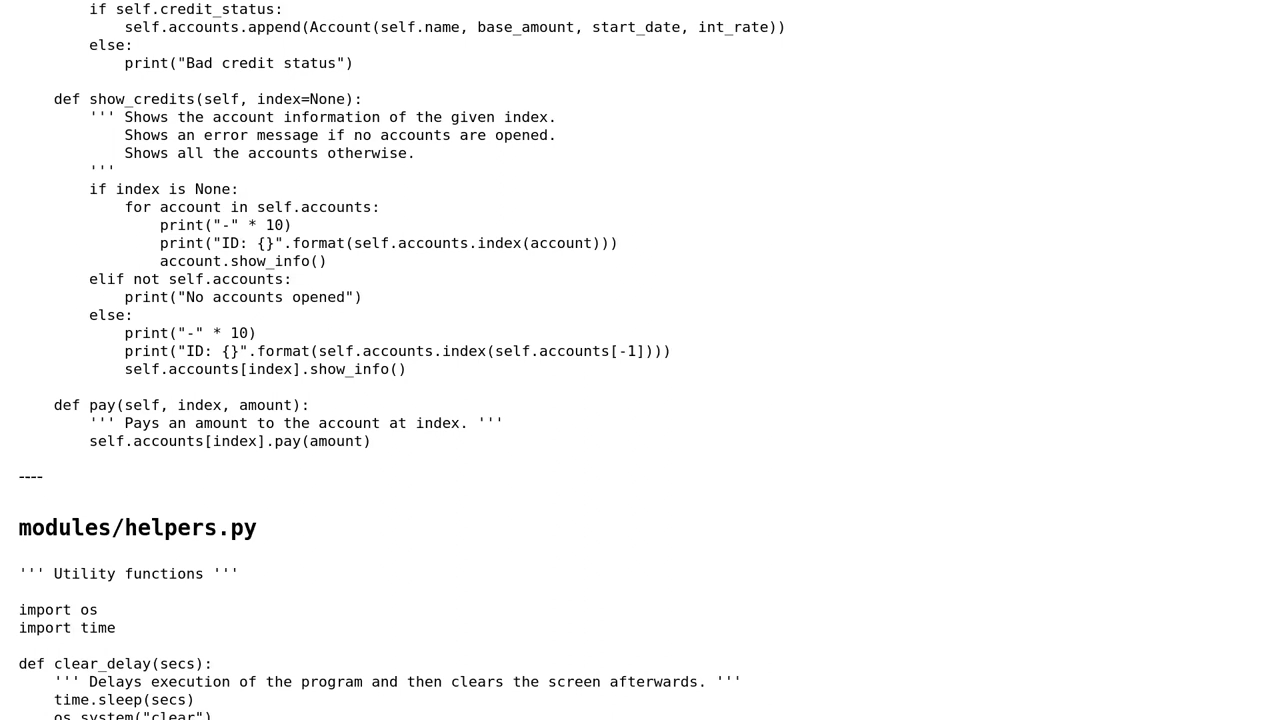 if self.credit_status:
            self.accounts.append(Account(self.name, base_amount, start_date, int_rate))
        else:
            print("Bad credit status")

    def show_credits(self, index=None):
        ''' Shows the account information of the given index.
            Shows an error message if no accounts are opened.
            Shows all the accounts otherwise.
        '''
        if index is None:
            for account in self.accounts:
                print("-" * 10)
                print("ID: {}".format(self.accounts.index(account)))
                account.show_info()
        elif not self.accounts:
            print("No accounts opened")
        else:
            print("-" * 10)
            print("ID: {}".format(self.accounts.index(self.accounts[-1])))
            self.accounts[index].show_info()

    def pay(self, index, amount):
        ''' Pays an amount to the account at index. '''
        self.accounts[index].pay(amount)

----

modules/helpers.py

''' Utility functions '''

import os
import time

def clear_delay(secs):
    ''' Delays execution of the program and then clears the screen afterwards. '''
    time.sleep(secs)
    os.system("clear")